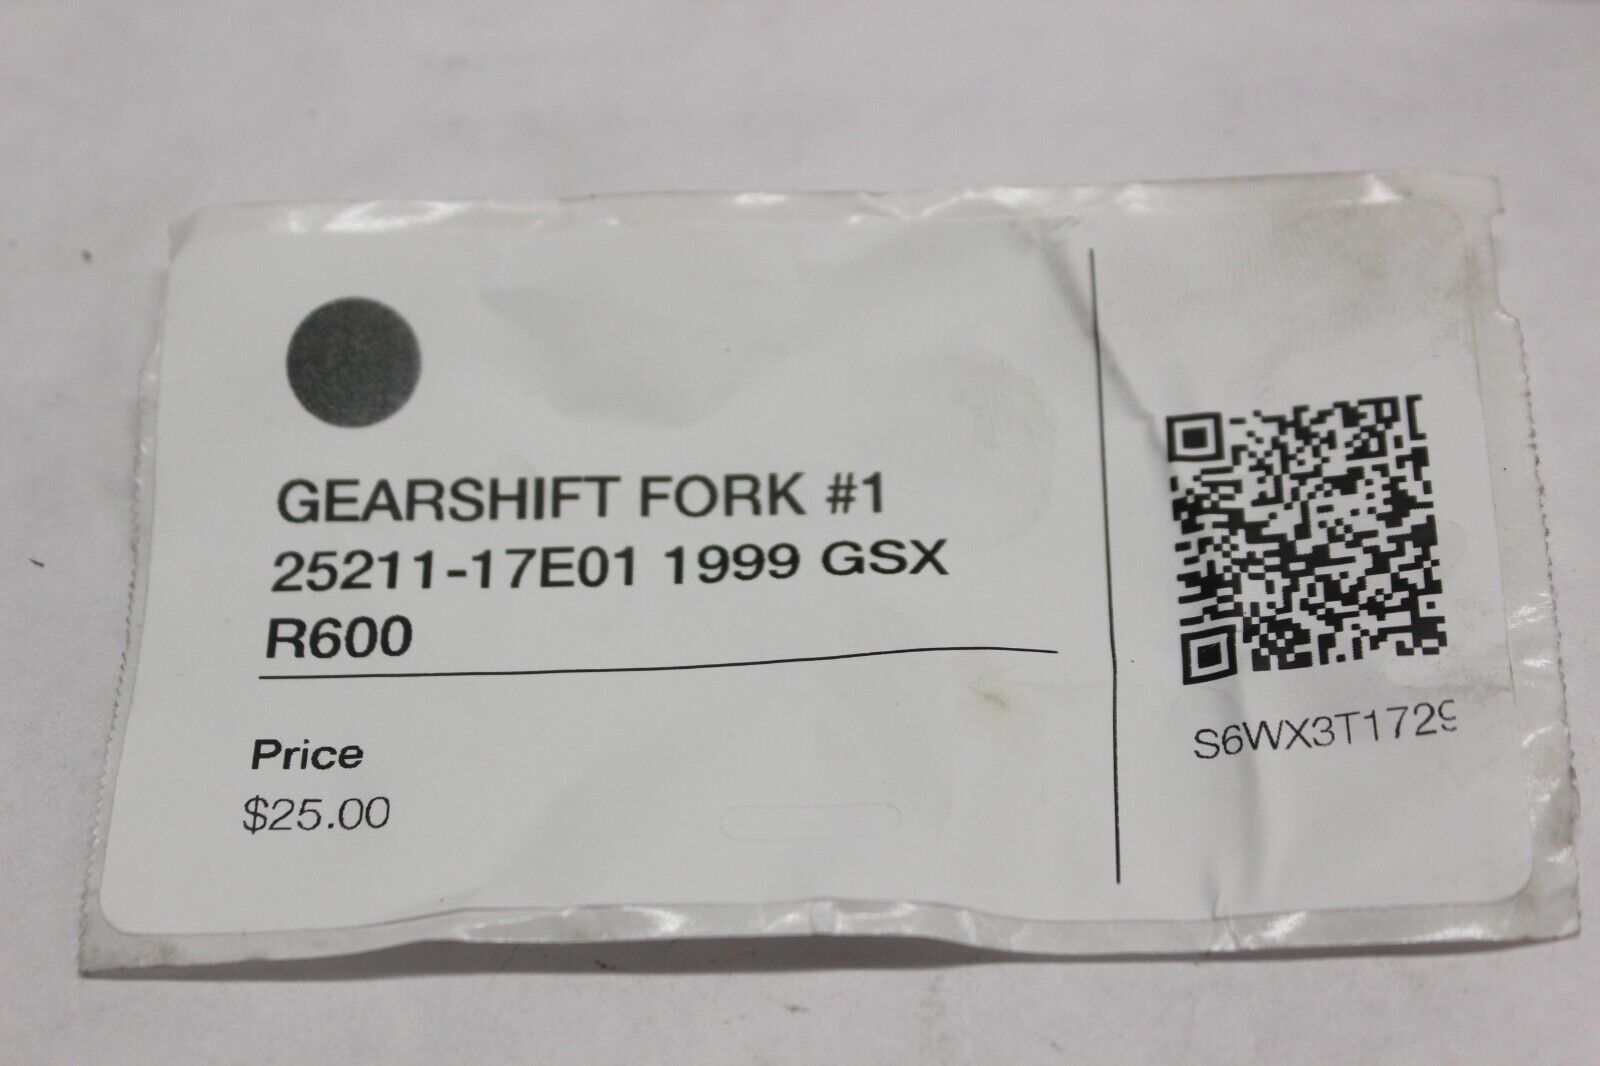 GEARSHIFT FORK #1
25211-17E01 1999 GSX
R600
Price
$25.00
S6WX3T1729